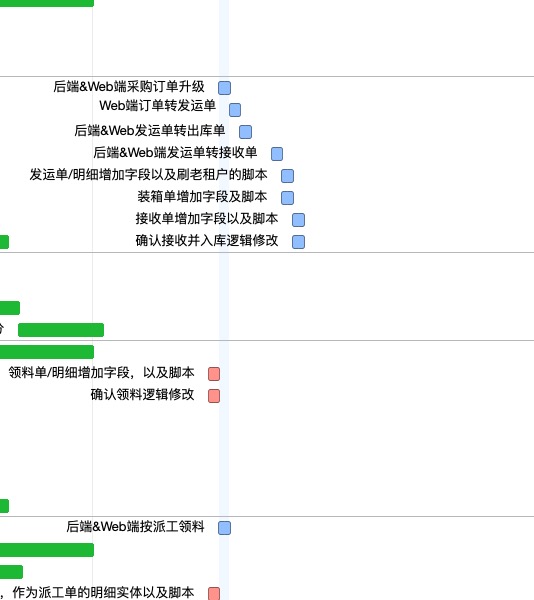 后端&Web端采购订单升级
Web端订单转发运单
后端&Web发运单转出库单
后端&Web端发运单转接收单
发运单/明细增加字段以及刷老租户的脚本
装箱单增加字段及脚本
接收单增加字段以及脚本
确认接收并入库逻辑修改
领料单/明细增加字段，以及脚本
确认领料逻辑修改
后端&Web端按派工领料
，作为派工单的明细实体以及脚本